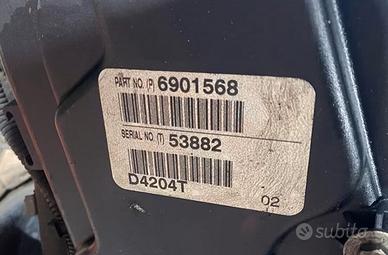 PART NO. (P) 6901568
SERIAL NO. (T) 53882
D4204T 02
subito